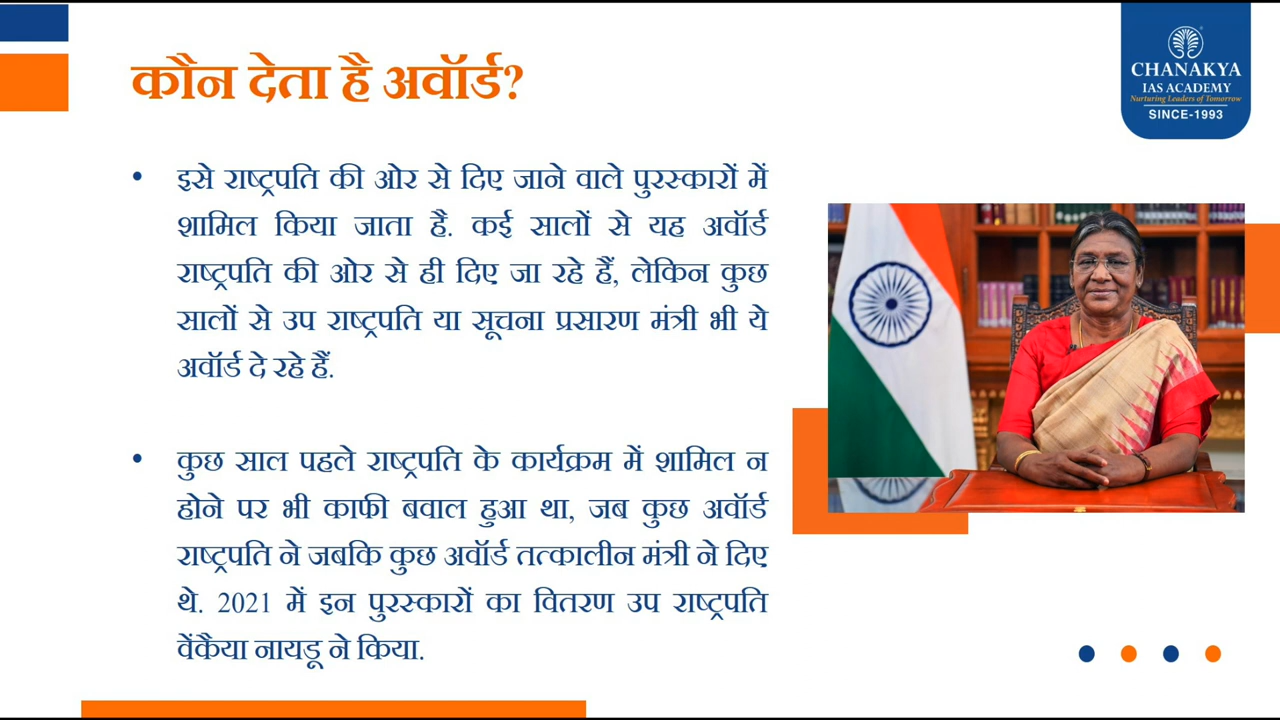 कौन देता है अवॉर्ड?
CHANAKYA
IAS ACADEMY
Nurturing Leaders of Tomorrow
SINCE-1993
• इसे राष्ट्रपति की ओर से दिए जाने वाले पुरस्कारों में
शामिल किया जाता है. कई सालों से यह अवॉर्ड
राष्ट्रपति की ओर से ही दिए जा रहे हैं, लेकिन कुछ
सालों से उप राष्ट्रपति या सूचना प्रसारण मंत्री भी ये
अवॉर्ड दे रहे हैं.
• कुछ साल पहले राष्ट्रपति के कार्यक्रम में शामिल न
होने पर भी काफी बवाल हुआ था, जब कुछ अवॉर्ड
राष्ट्रपति ने जबकि कुछ अवॉर्ड तत्कालीन मंत्री ने दिए
थे. 2021 में इन पुरस्कारों का वितरण उप राष्ट्रपति
वेंकैया नायडू ने किया.